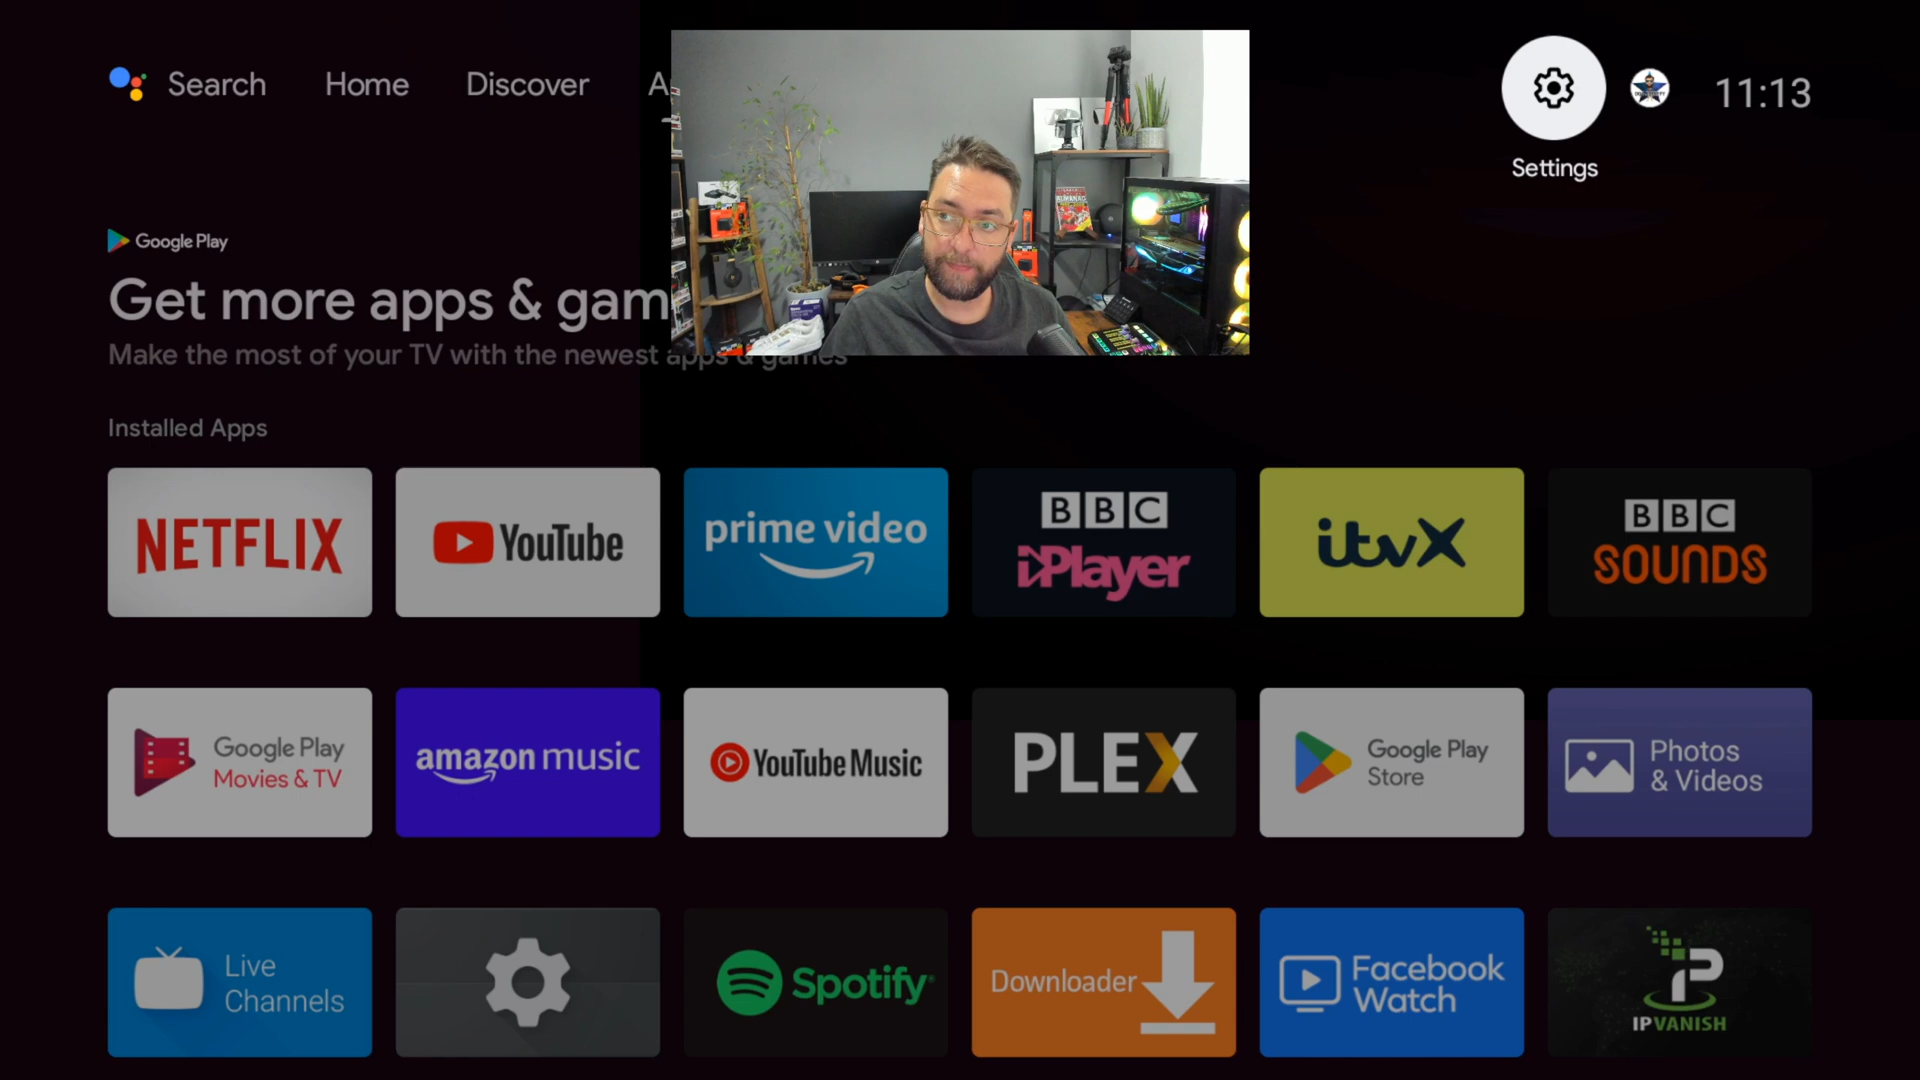 Search Home Discover A
11:13
Settings
Google Play
Get more apps & gam
Make the most of your TV with the newest apps & games
Installed Apps
NETFLIX
YouTube
prime video
BBC
iPlayer
itvX
BBC
SOUNDS
Google Play
Movies & TV
amazon music
YouTube Music
PLEX
Google Play
Store
Photos
& Videos
Live
Channels
Spotify
Downloader
Facebook
Watch
IPVANISH